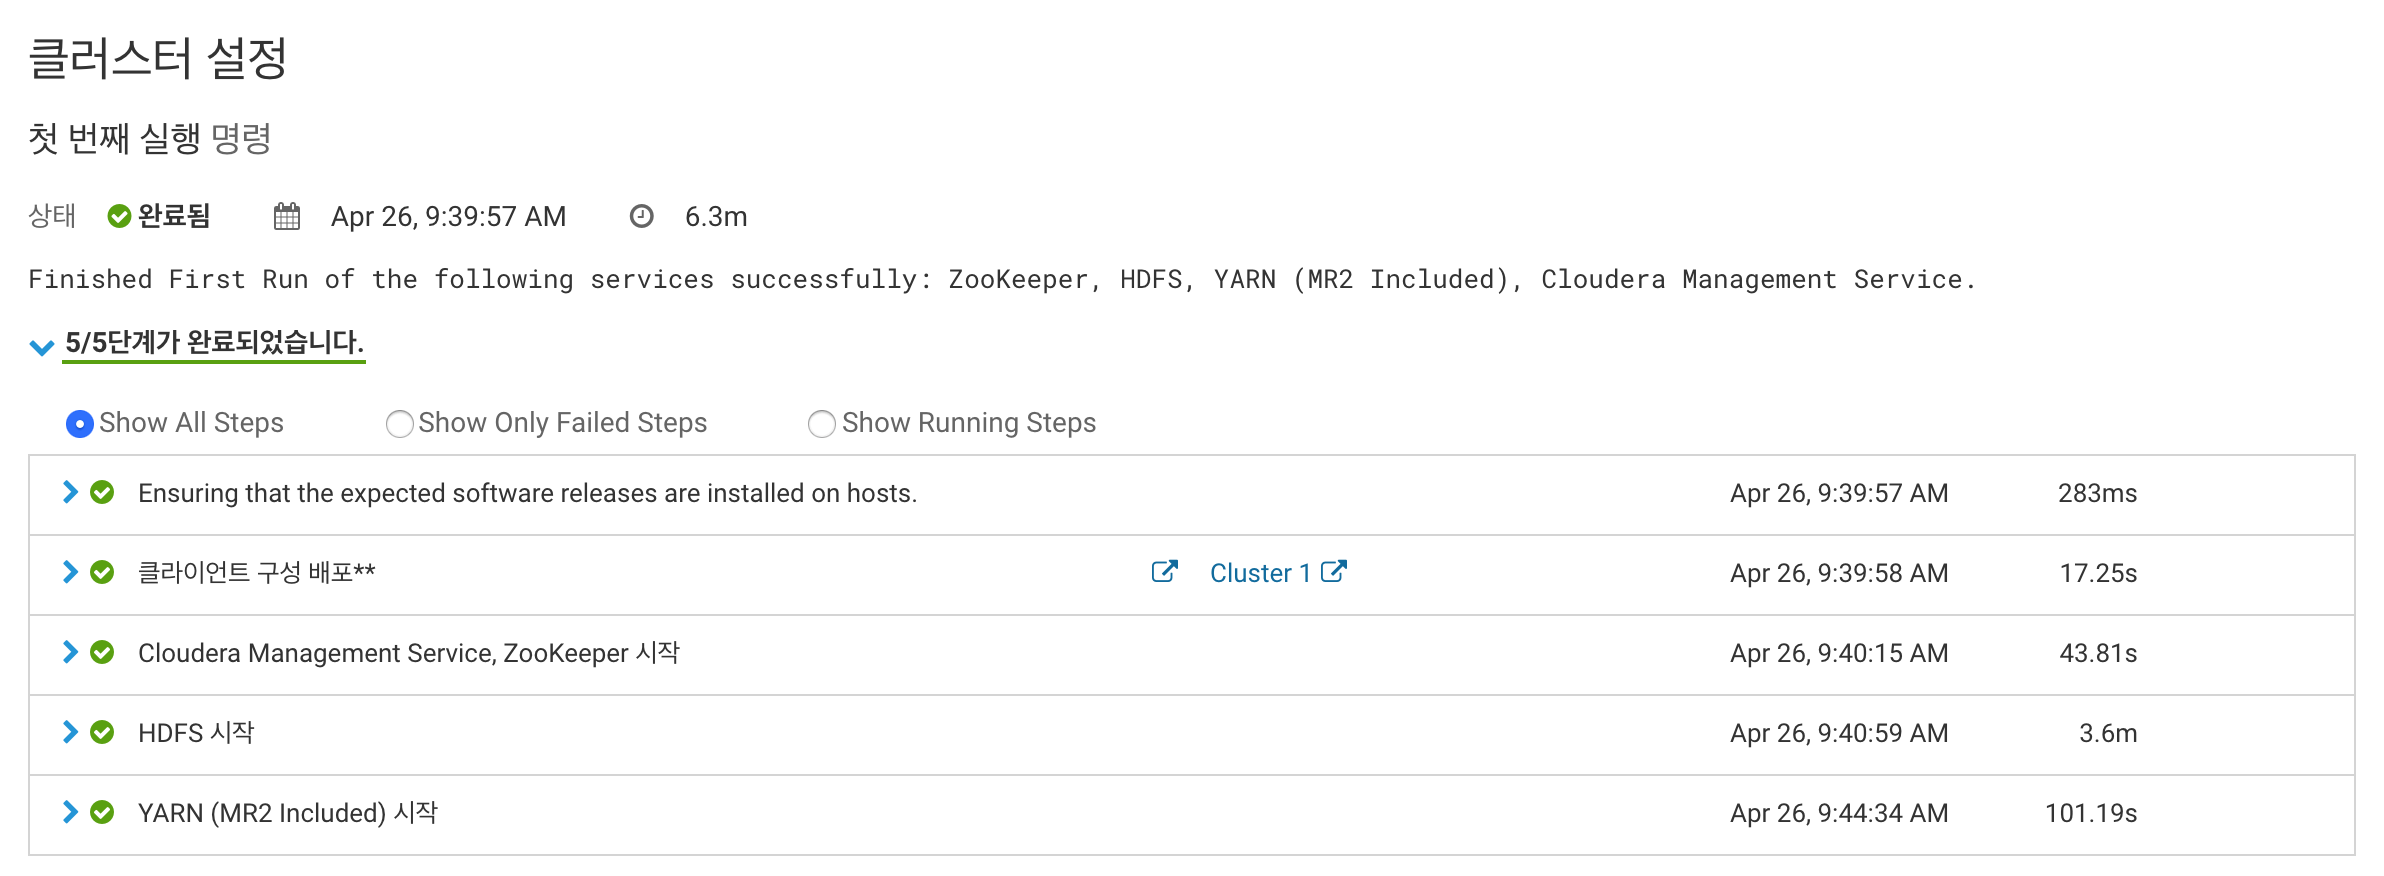 클러스터 설정
첫 번째 실행 명령
상태 완료됨 Apr 26, 9:39:57 AM 6.3m
Finished First Run of the following services successfully: ZooKeeper, HDFS, YARN (MR2 Included), Cloudera Management Service.
5/5단계가 완료되었습니다.
Show All Steps Show Only Failed Steps Show Running Steps
Ensuring that the expected software releases are installed on hosts. Apr 26, 9:39:57 AM 283ms
클라이언트 구성 배포** Cluster 1 Apr 26, 9:39:58 AM 17.25s
Cloudera Management Service, ZooKeeper 시작 Apr 26, 9:40:15 AM 43.81s
HDFS 시작 Apr 26, 9:40:59 AM 3.6m
YARN (MR2 Included) 시작 Apr 26, 9:44:34 AM 101.19s